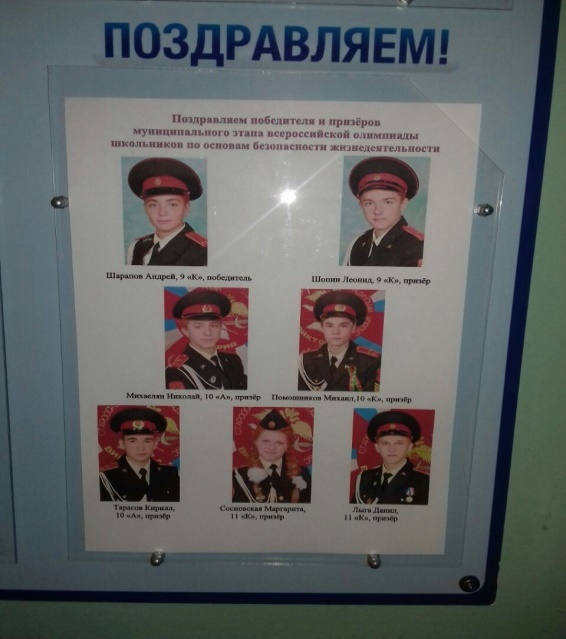 ПОЗДРАВЛЯЕМ!
Поздравляем победителя и призёров
муниципального этапа всероссийской олимпиады
школьников по основам безопасности жизнедеятельности
Шарапов Андрей, 9 «К», победитель
Шопин Леонид, 9 «К», призёр
Михаелян Николай, 10 «А», призёр
Помощников Михаил,10 «К», призёр
Тарасов Кирилл,
10 «А», призёр
Сосновская Маргарита,
11 «К», призёр
Лыга Данил,
11 «К», призёр